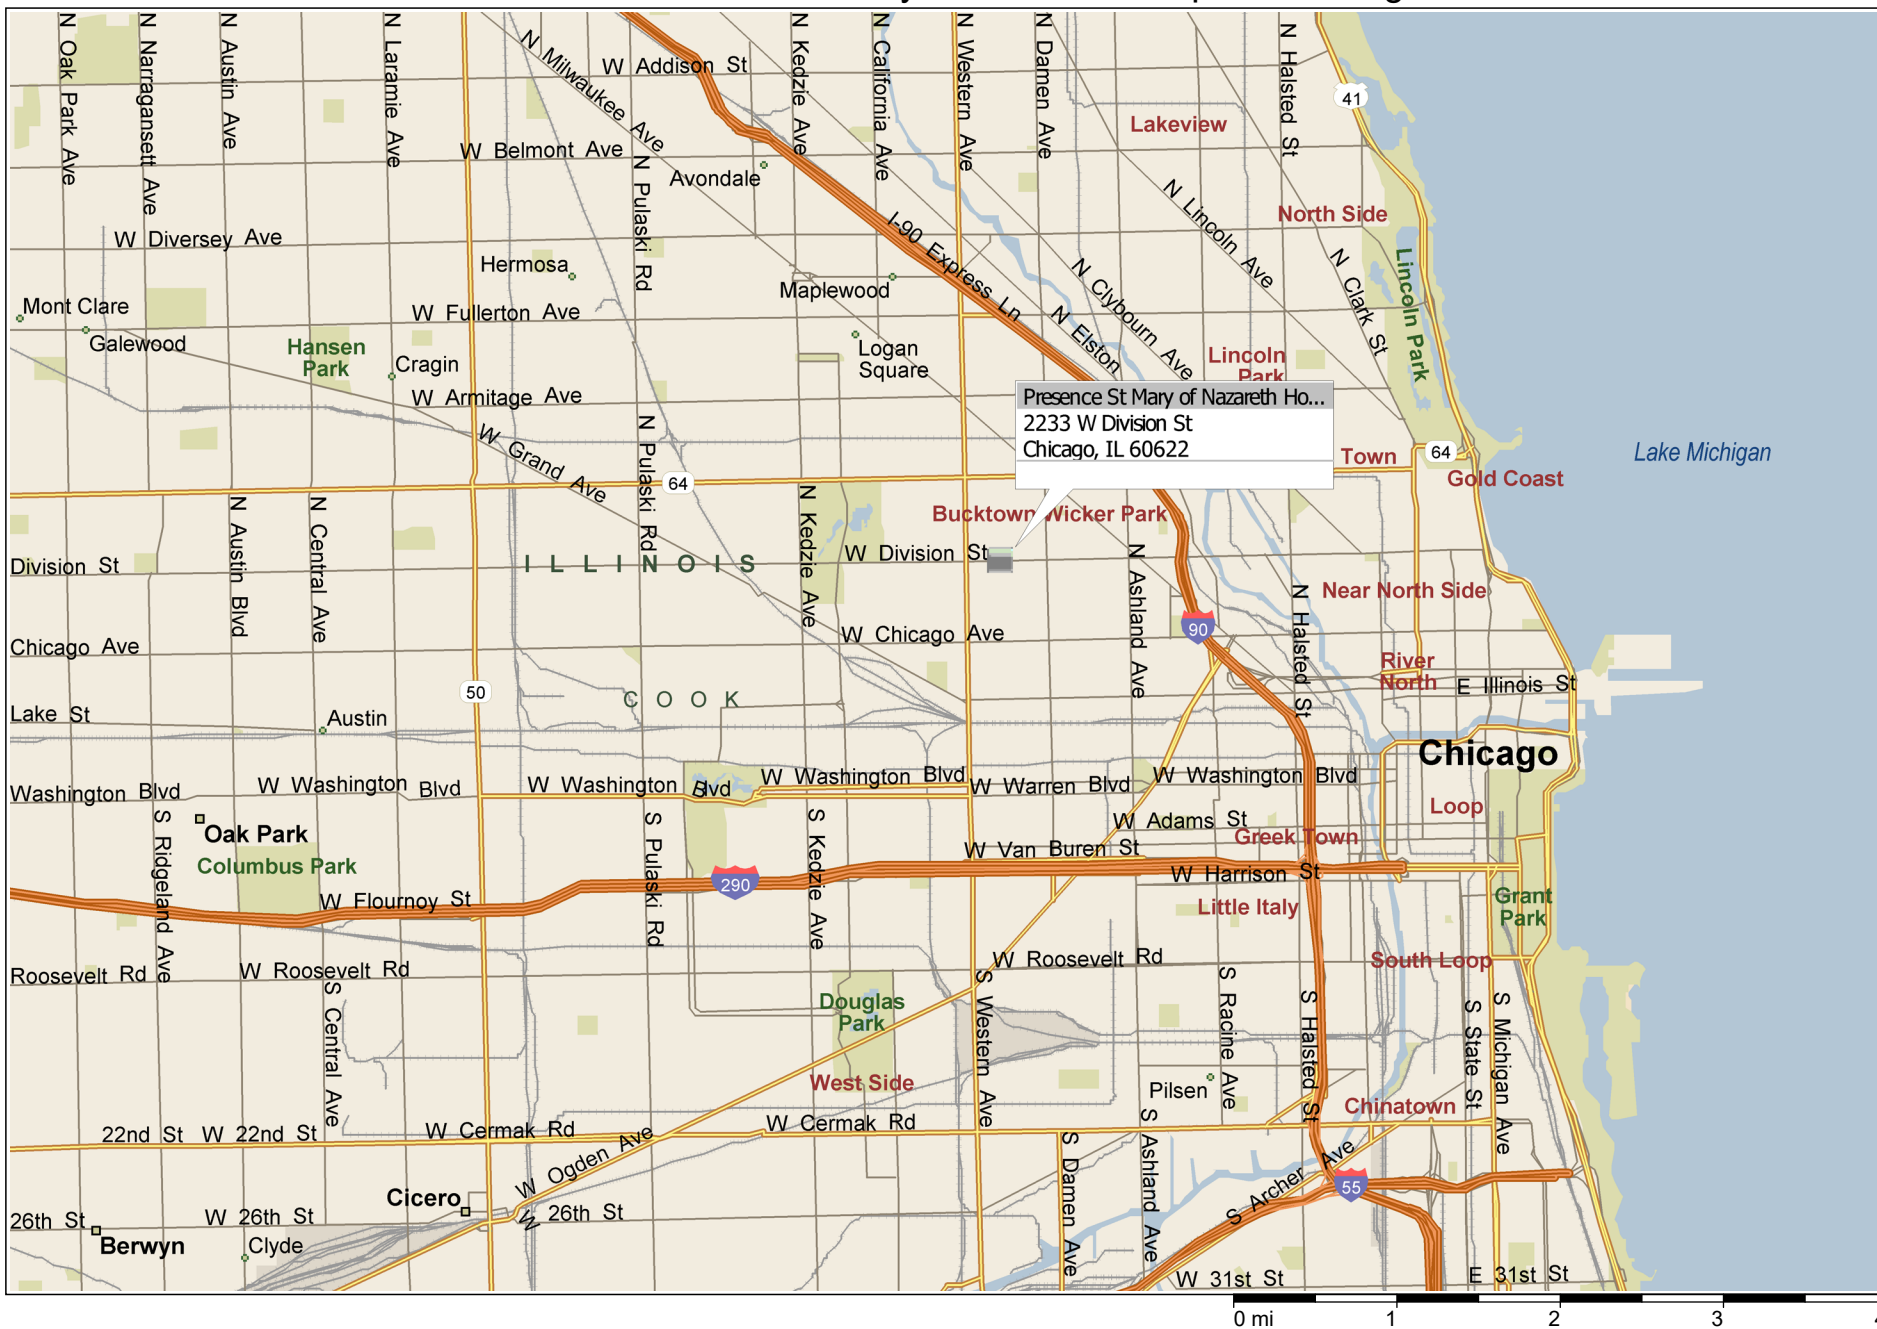 N Oak Park Ave
N Narragansett Ave
N Austin Ave
N Laramie Ave
N Milwaukee Ave
W Addison St
N Kedzie Ave
N California Ave
N Western Ave
N Damen Ave
N Halsted St
41
Lakeview
W Belmont Ave
Avondale
N Pulaski Rd
N Lincoln Ave
North Side
W Diversey Ave
I-90 Express Ln
Hermosa
Maplewood
N Clybourn Ave
N Clark St
Lincoln Park
Mont Clare
Galewood
W Fullerton Ave
N Elston
Hansen
Park
Cragin
Logan
Square
Lincoln
Park
W Armitage Ave
Presence St Mary of Nazareth Ho...
2233 W Division St
Chicago, IL 60622
W Grand Ave
N Pulaski Rd
64
Town
64
Gold Coast
Lake Michigan
N Austin Blvd
N Central Ave
N Kedzie Ave
Bucktown Wicker Park
Division St
ILLINOIS
W Division St
N Ashland Ave
N Halsted St
Near North Side
Chicago Ave
W Chicago Ave
90
River
North
E Illinois St
50
COOK
Lake St
Austin
Chicago
Washington Blvd
W Washington Blvd
W Washington Blvd
W Washington Blvd
W Warren Blvd
W Washington Blvd
Loop
S Ridgeland Ave
Oak Park
Columbus Park
S Pulaski Rd
S Kedzie Ave
W Adams St
Greek Town
W Van Buren St
W Harrison St
290
W Flournoy St
Little Italy
Grant
Park
Roosevelt Rd
W Roosevelt Rd
W Roosevelt Rd
South Loop
S Central Ave
Douglas
Park
S Western Ave
S Racine Ave
S Halsted St
S State St
S Michigan Ave
West Side
Pilsen
Chinatown
22nd St
W 22nd St
W Cermak Rd
W Cermak Rd
W Ogden Ave
S Damen Ave
S Ashland Ave
S Archer Ave
55
Cicero
26th St
W 26th St
W
26th St
Berwyn
Clyde
W 31st St
E 31st St
0 mi
1
2
3